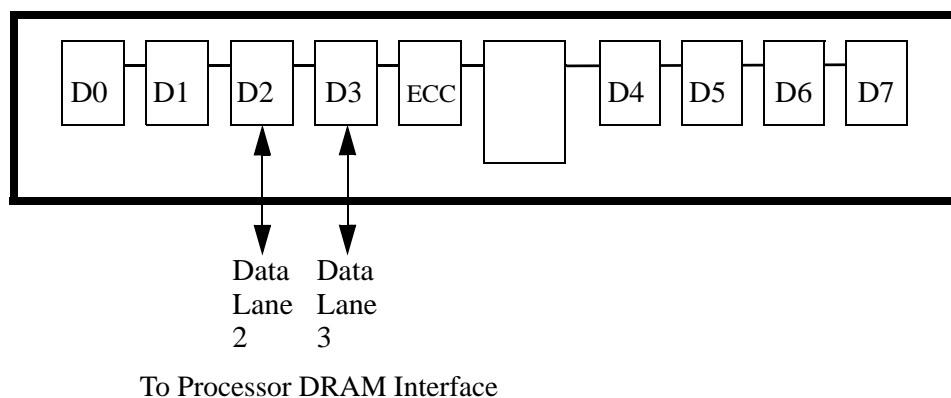 D0 D1 D2 D3 ECC D4 D5 D6 D7
Data Data
Lane Lane
2 3
To Processor DRAM Interface